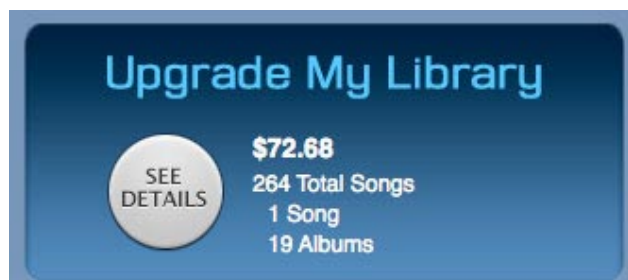 Upgrade My Library
SEE
DETAILS
$72.68
264 Total Songs
1 Song
19 Albums